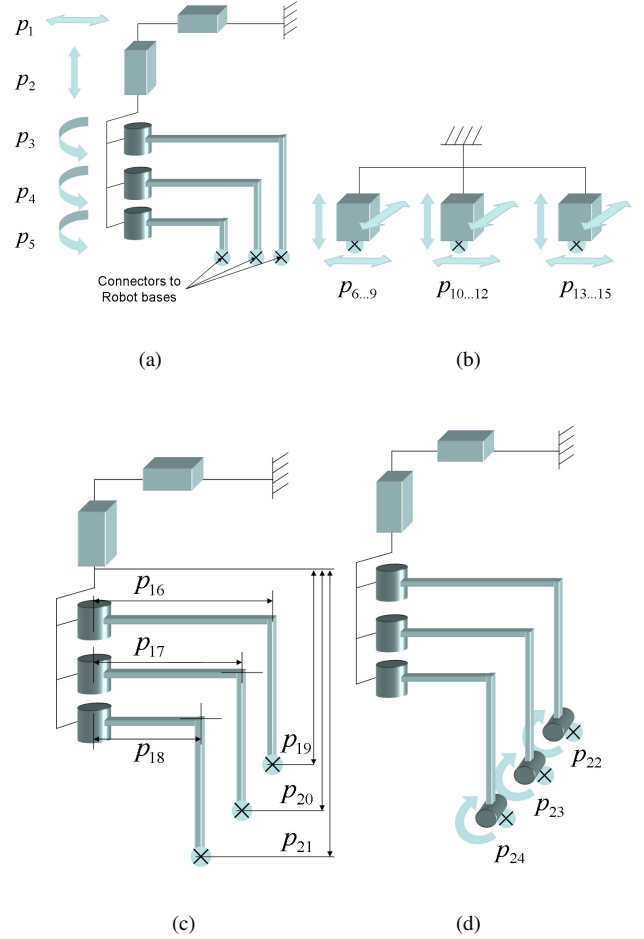 p1
p2
p3
p4
p5
Connectors to
Robot bases
(a)
p6...9
p10...12
p13...15
(b)
p16
p17
p18
p19
p20
p21
(c)
p22
p23
p24
(d)